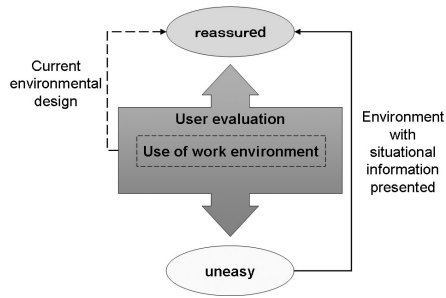 reassured
Current
environmental
design
User evaluation
Use of work environment
Environment
with
situational
information
presented
uneasy